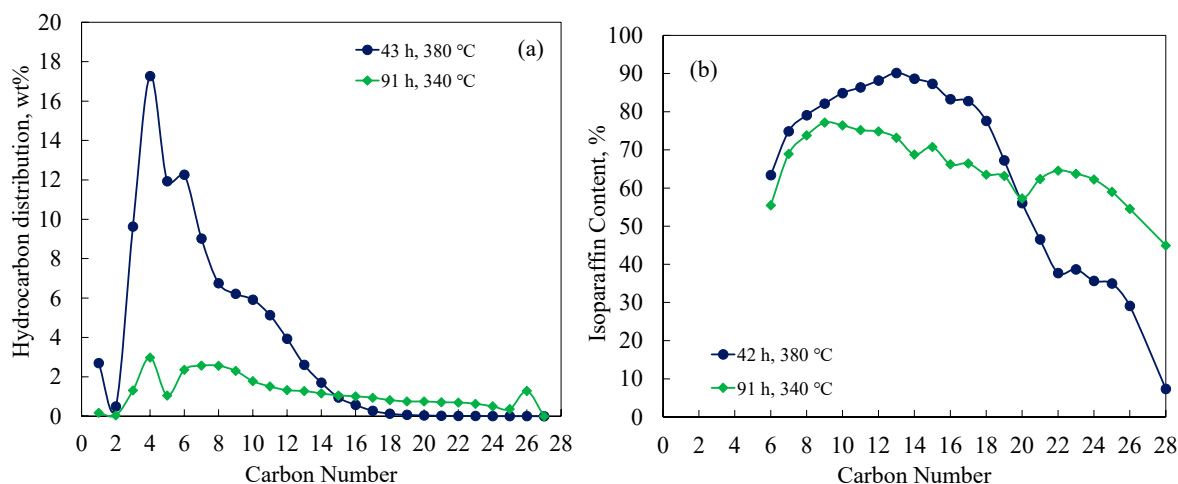 (a)
43 h, 380 °C
91 h, 340 °C
Hydrocarbon distribution, wt%
20
18
16
14
12
10
8
6
4
2
0
0 2 4 6 8 10 12 14 16 18 20 22 24 26 28
Carbon Number
(b)
Isoparaffin Content, %
100
90
80
70
60
50
40
30
20
10
0
42 h, 380 °C
91 h, 340 °C
0 2 4 6 8 10 12 14 16 18 20 22 24 26 28
Carbon Number